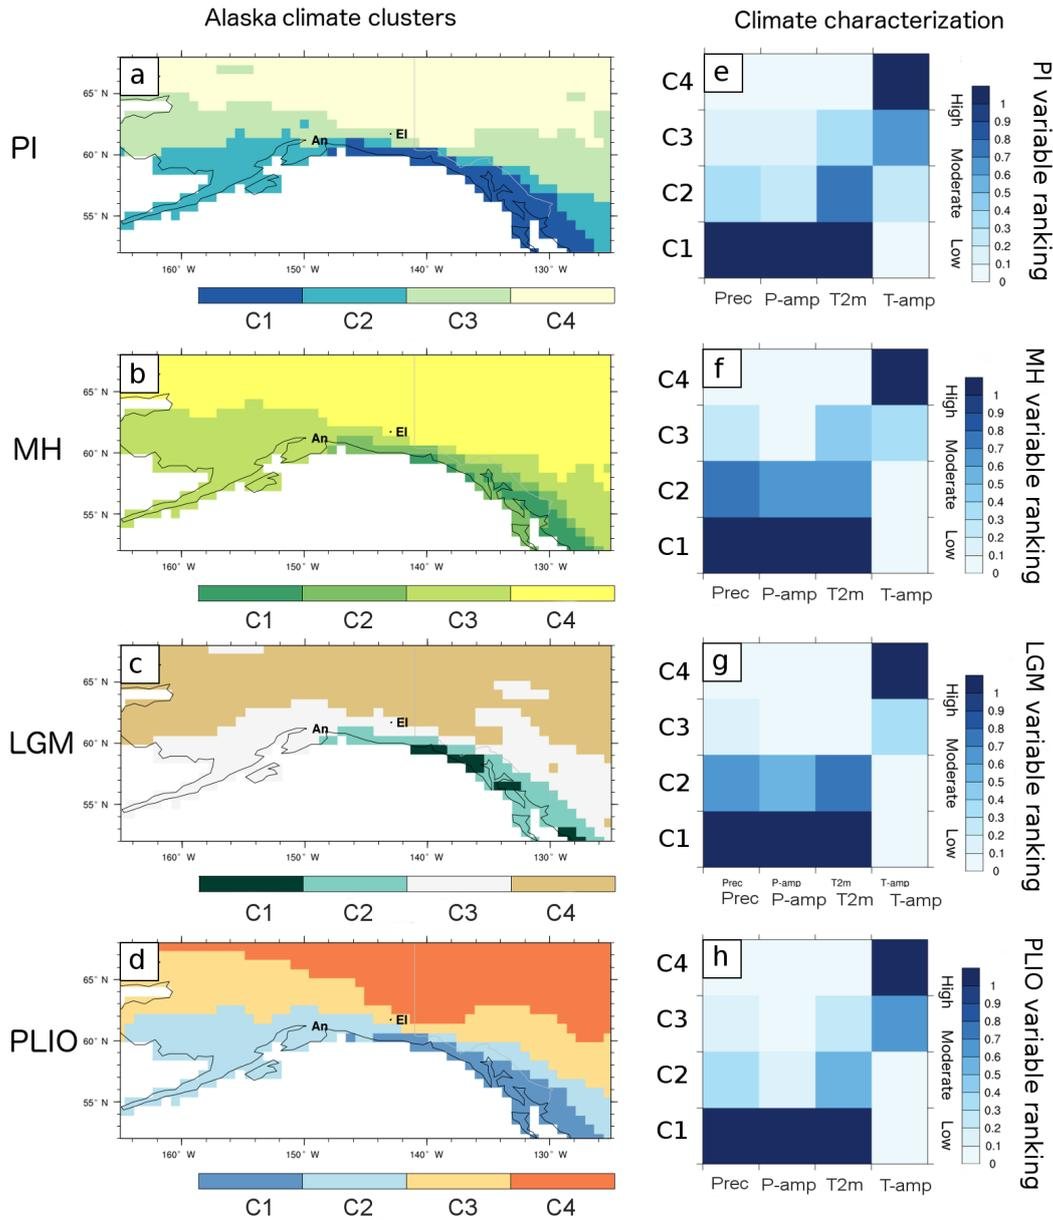 Alaska climate clusters
Climate characterization
PI
a
65° N
60° N
55° N
An
· El
160° W
150° W
140° W
130° W
C1
C2
C3
C4
e
C4
C3
C2
C1
Prec
P-amp
T2m
T-amp
High
Moderate
Low
1
0.9
0.8
0.7
0.6
0.5
0.4
0.3
0.2
0.1
0
PI variable ranking
MH
b
65° N
60° N
55° N
An
· El
160° W
150° W
140° W
130° W
C1
C2
C3
C4
f
C4
C3
C2
C1
Prec
P-amp
T2m
T-amp
High
Moderate
Low
1
0.9
0.8
0.7
0.6
0.5
0.4
0.3
0.2
0.1
0
MH variable ranking
LGM
c
65° N
60° N
55° N
An
· El
160° W
150° W
140° W
130° W
C1
C2
C3
C4
g
C4
C3
C2
C1
Prec
P-amp
T2m
T-amp
Prec
P-amp
T2m
T-amp
High
Moderate
Low
1
0.9
0.8
0.7
0.6
0.5
0.4
0.3
0.2
0.1
0
LGM variable ranking
PLIO
d
65° N
60° N
55° N
An
· El
160° W
150° W
140° W
130° W
C1
C2
C3
C4
h
C4
C3
C2
C1
Prec
P-amp
T2m
T-amp
High
Moderate
Low
1
0.9
0.8
0.7
0.6
0.5
0.4
0.3
0.2
0.1
0
PLIO variable ranking